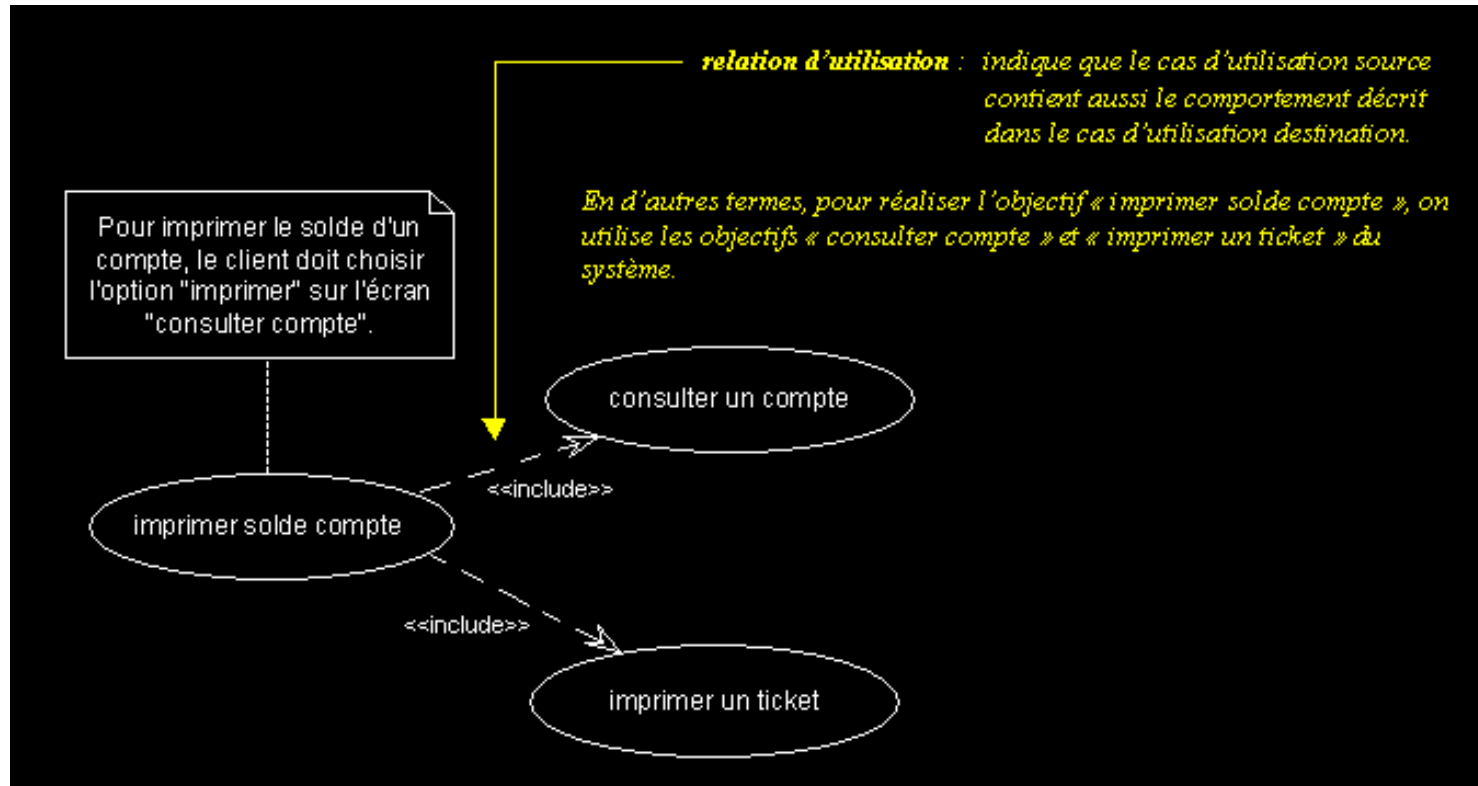 relation d'utilisation : indique que le cas d'utilisation source
contient aussi le comportement décrit
dans le cas d'utilisation destination.
En d'autres termes, pour réaliser l'objectif « imprimer solde compte », on
utilise les objectifs « consulter compte » et « imprimer un ticket » du
système.
Pour imprimer le solde d'un
compte, le client doit choisir
l'option "imprimer" sur l'écran
"consulter compte".
consulter un compte
<<include>>
imprimer solde compte
<<include>>
imprimer un ticket